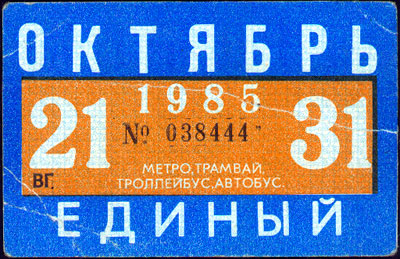 ОКТЯБРЬ
1985
21 № 038444 31
МЕТРО,ТРАМВАЙ,
ВГ. ТРОЛЛЕЙБУС,АВТОБУС.
ЕДИНЫЙ